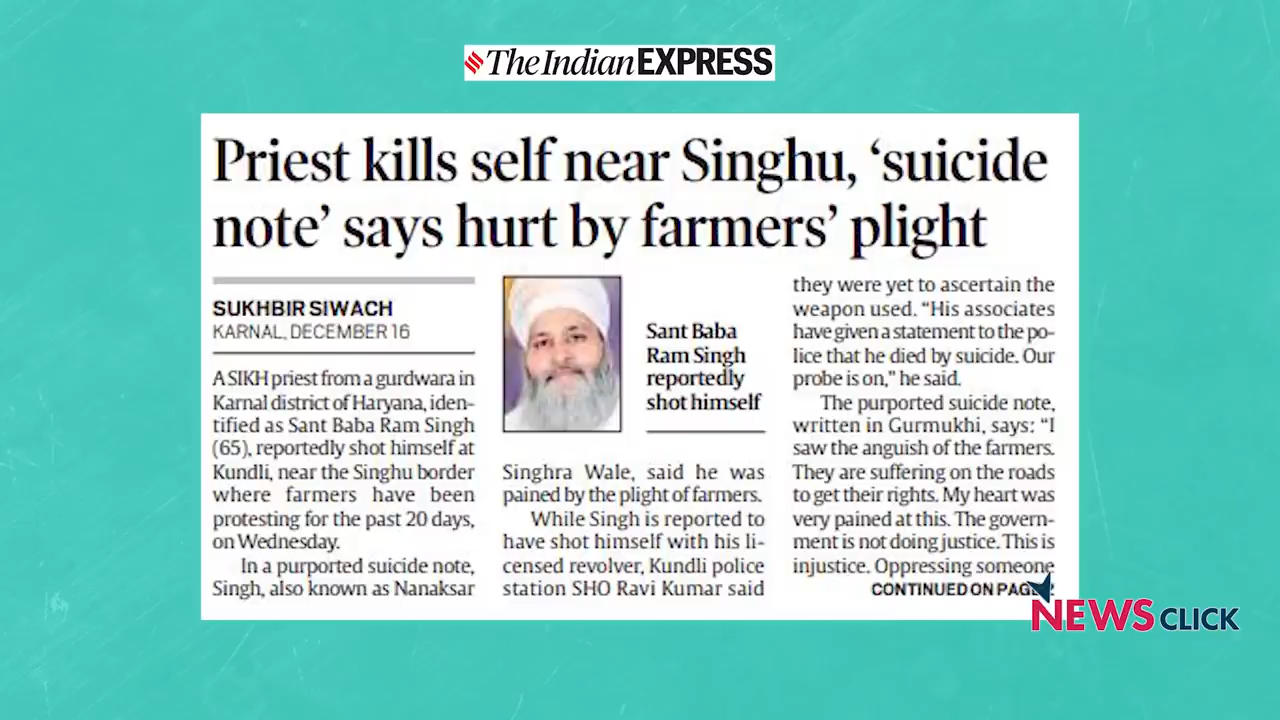 The Indian EXPRESS
Priest kills self near Singhu, ‘suicide
note’ says hurt by farmers’ plight
SUKHBIR SIWACH
KARNAL, DECEMBER 16
A SIKH priest from a gurdwara in
Karnal district of Haryana, iden-
tified as Sant Baba Ram Singh
(65), reportedly shot himself at
Kundli, near the Singhu border
where farmers have been
protesting for the past 20 days,
on Wednesday.
In a purported suicide note,
Singh, also known as Nanaksar
Sant Baba
Ram Singh
reportedly
shot himself
Singhra Wale, said he was
pained by the plight of farmers.
While Singh is reported to
have shot himself with his li-
censed revolver, Kundli police
station SHO Ravi Kumar said
they were yet to ascertain the
weapon used. “His associates
have given a statement to the po-
lice that he died by suicide. Our
probe is on,” he said.
The purported suicide note,
written in Gurmukhi, says: “I
saw the anguish of the farmers.
They are suffering on the roads
to get their rights. My heart was
very pained at this. The govern-
ment is not doing justice. This is
injustice. Oppressing someone
CONTINUED ON PAGE 2
NEWSCLICK